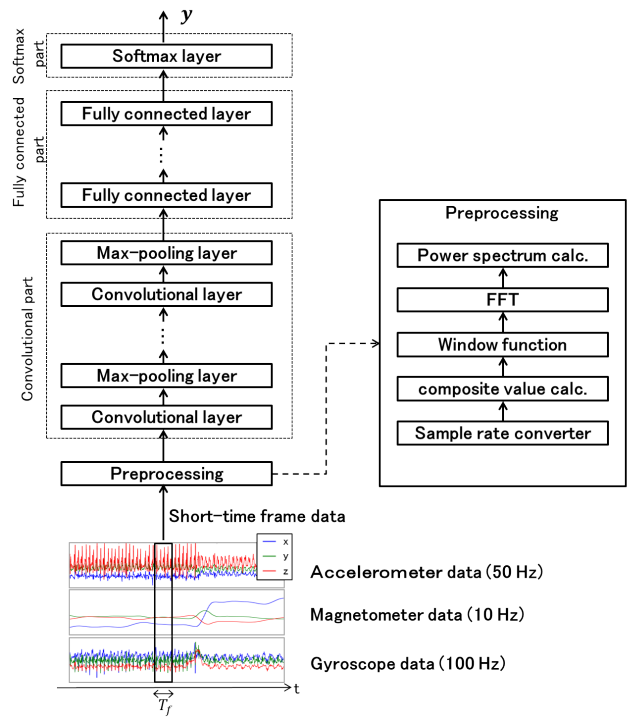 y
Softmax part
Softmax layer
Fully connected part
Fully connected layer
Fully connected layer
Convolutional part
Max-pooling layer
Convolutional layer
Max-pooling layer
Convolutional layer
Preprocessing
Preprocessing
Power spectrum calc.
FFT
Window function
composite value calc.
Sample rate converter
Short-time frame data
x
y
z
Accelerometer data (50 Hz)
Magnetometer data (10 Hz)
Gyroscope data (100 Hz)
t
T_f